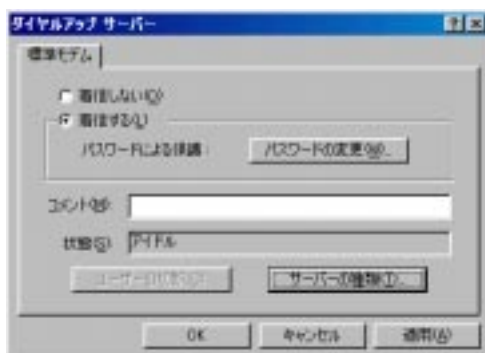 ダイヤルアップ サーバー
標準モデム
着信しない(O)
着信する(L)
パスワードによる保護:
パスワードの変更(W)...
コメント(M):
状態(S):
アイドル
サーバーの種類(T)...
OK
キャンセル
適用(A)